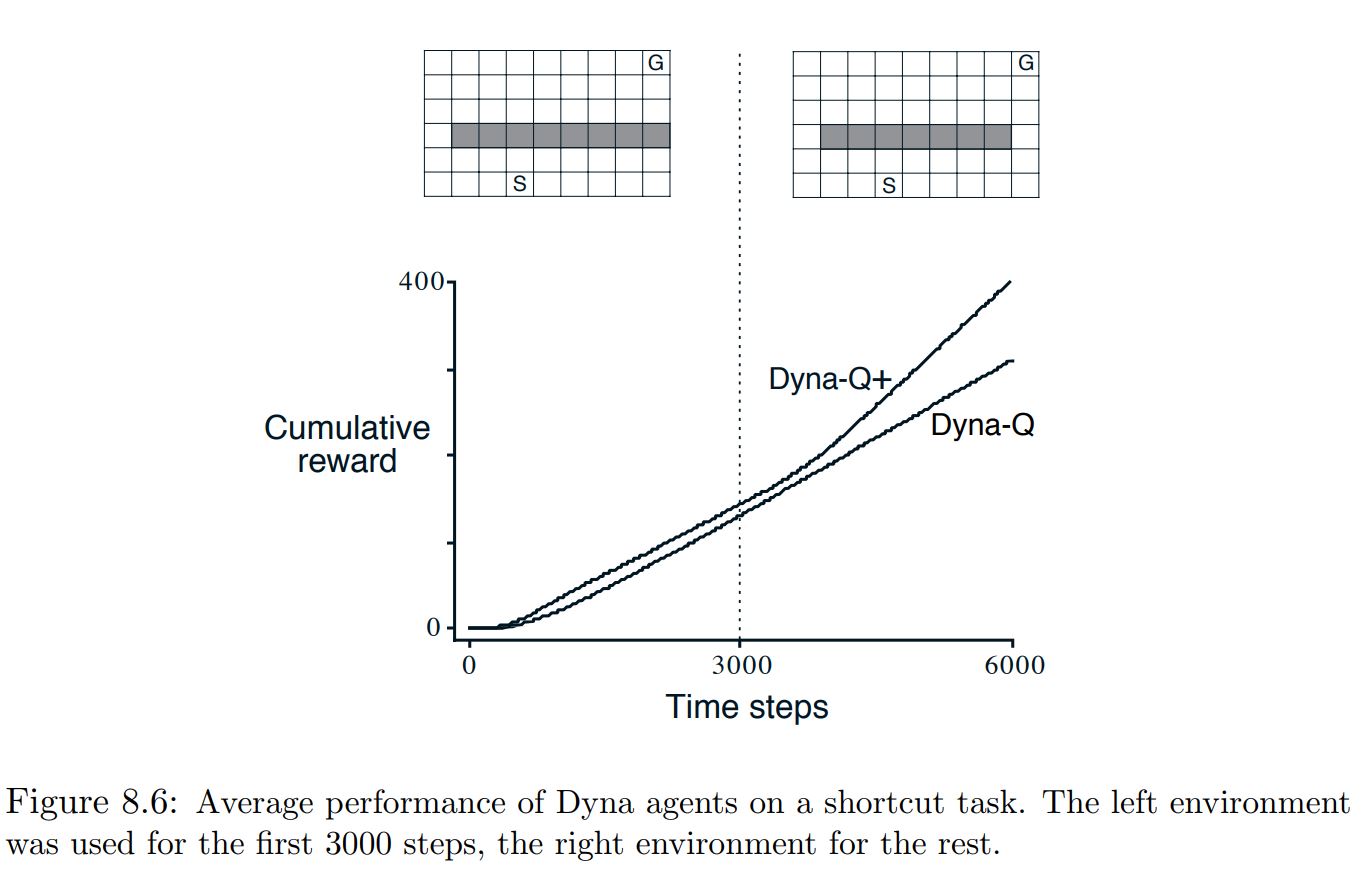 G
G
S
S
400
Dyna-Q+
Cumulative
reward
Dyna-Q
0
0
3000
6000
Time steps
Figure 8.6: Average performance of Dyna agents on a shortcut task. The left environment
was used for the first 3000 steps, the right environment for the rest.